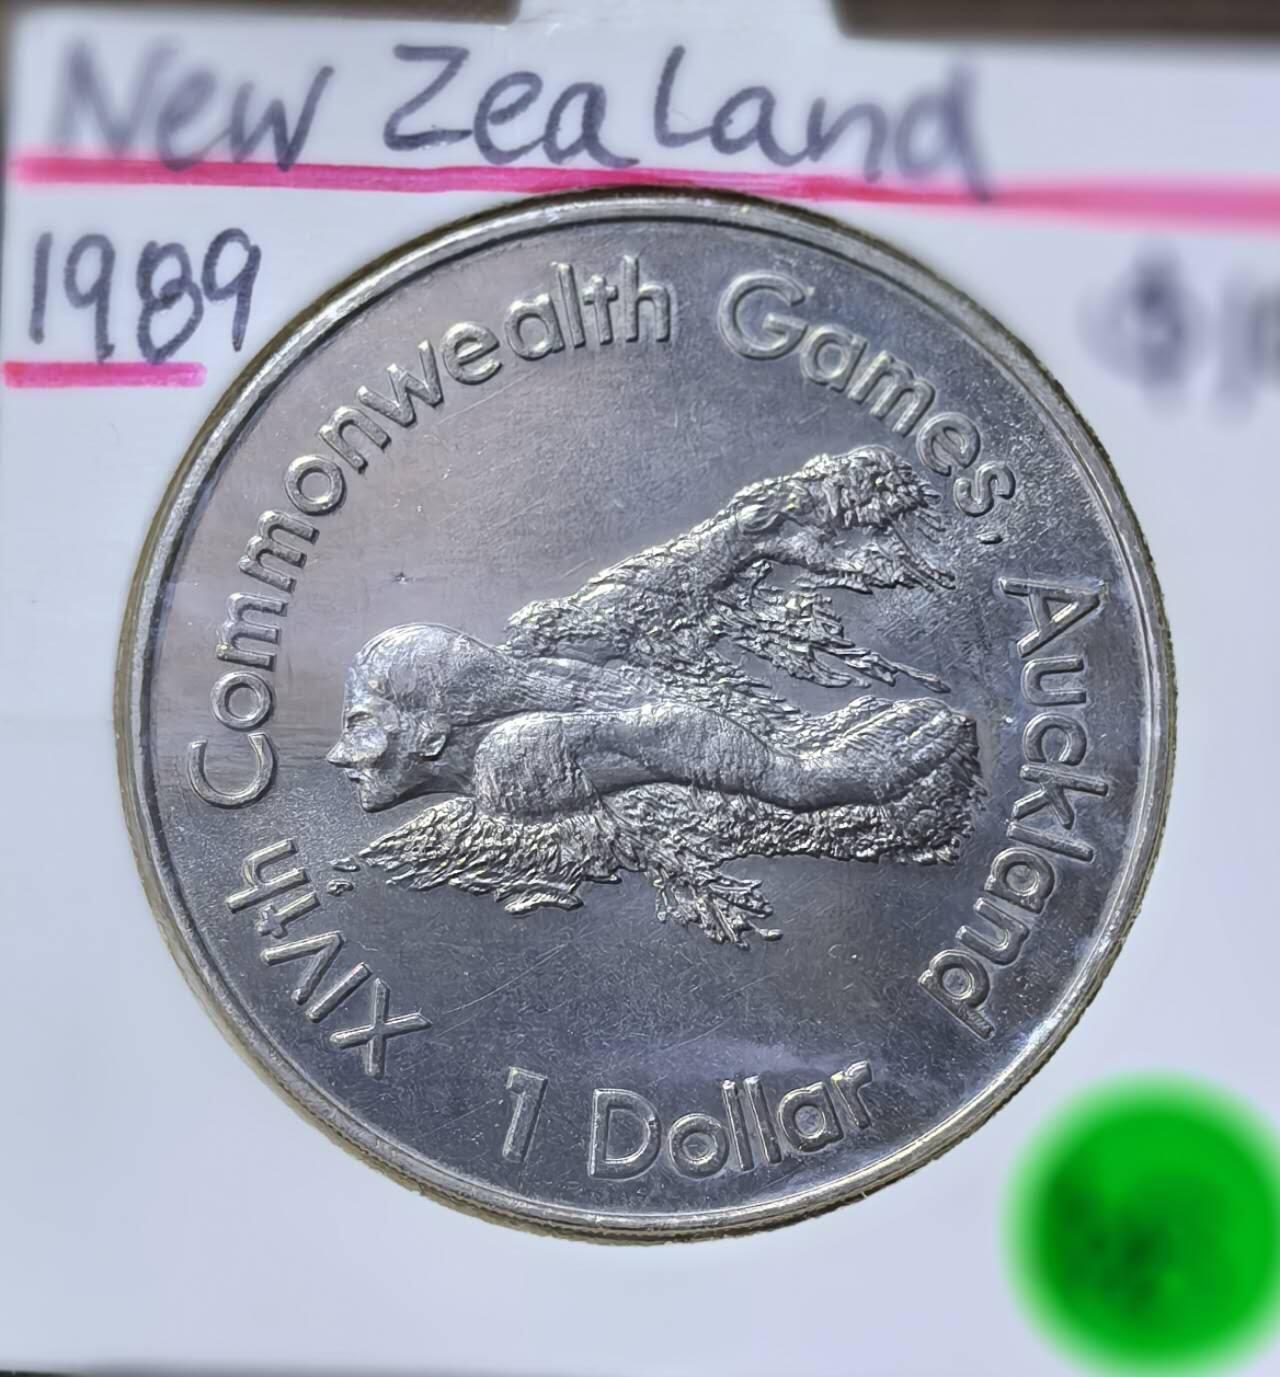 New Zealand
1989
XIVth Commonwealth Games, Auckland
1 Dollar